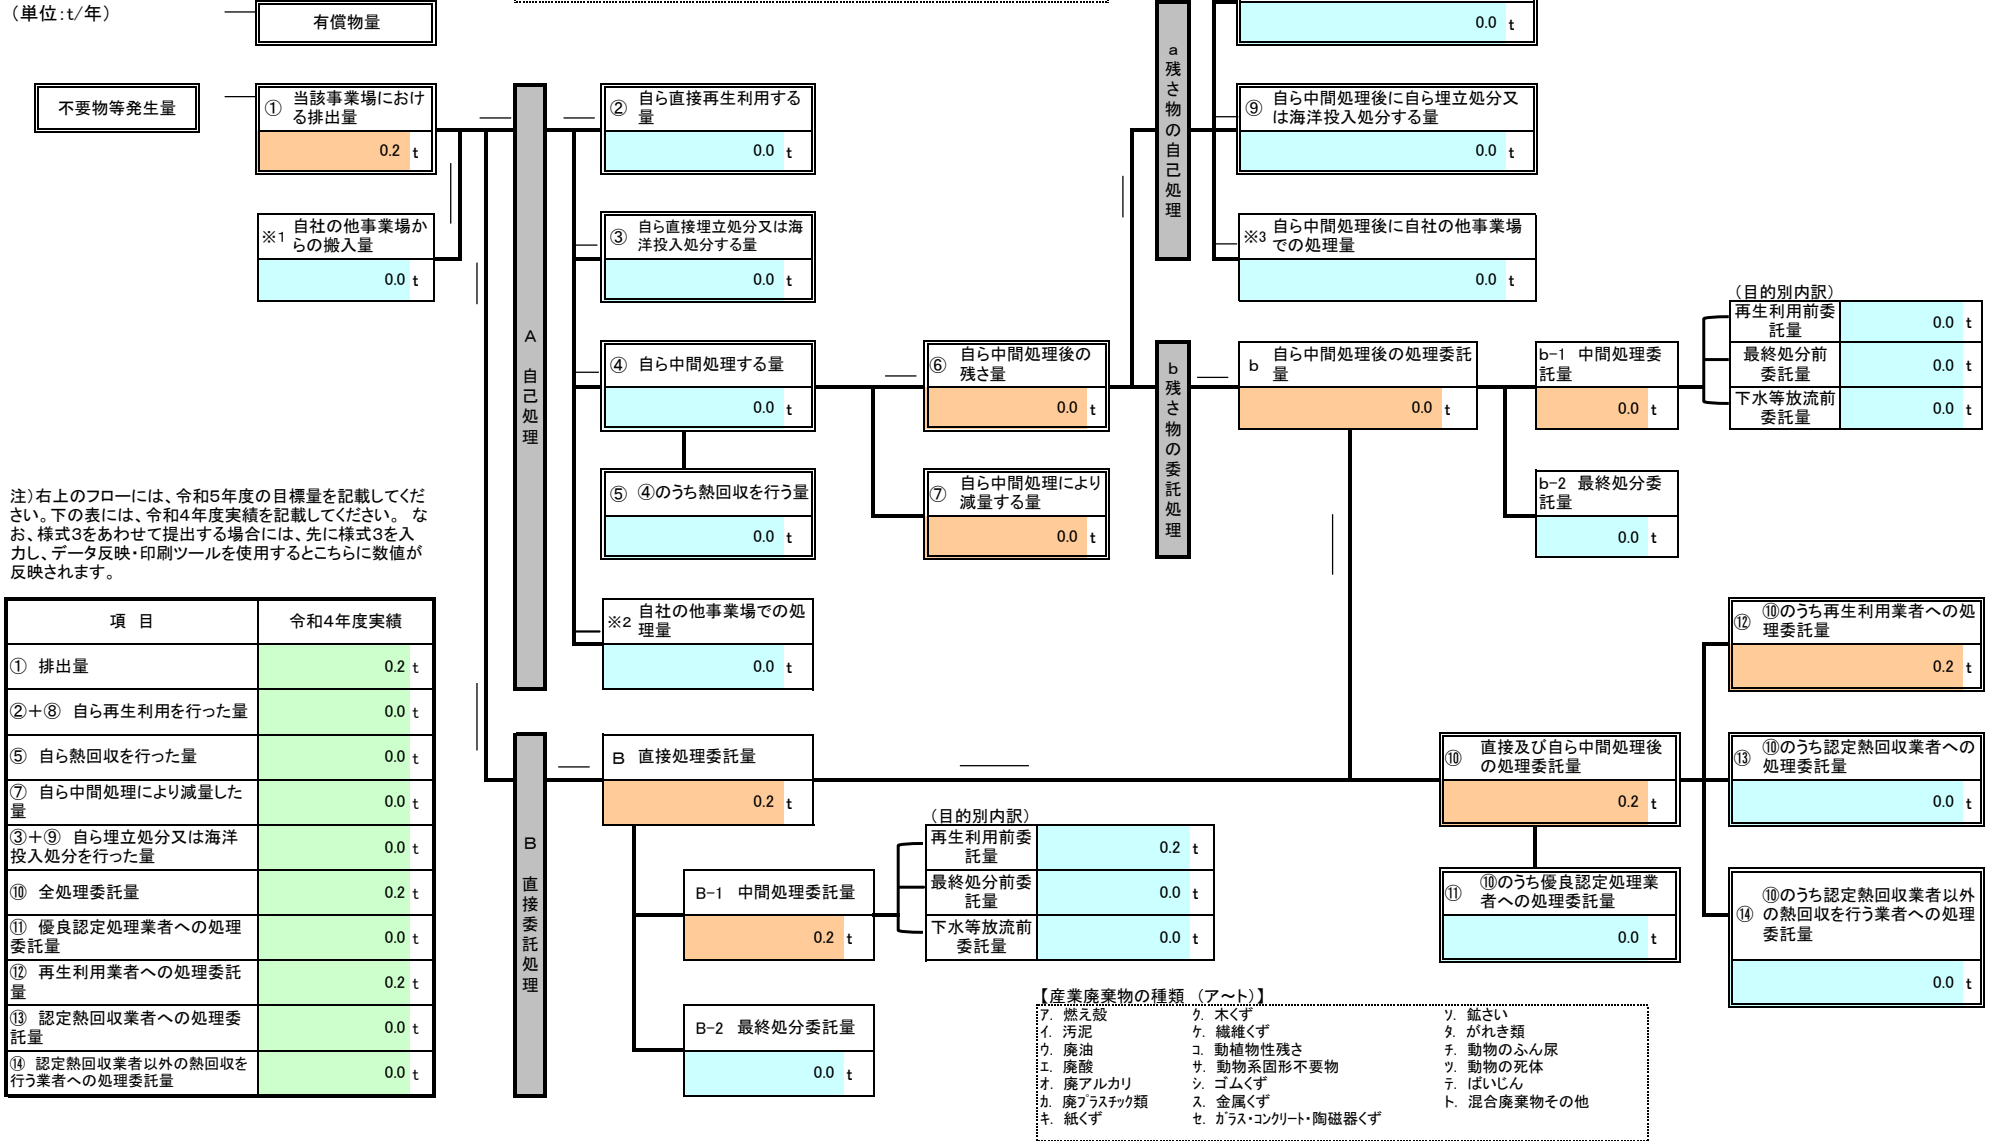 （単位：t/年）
有償物量
0.0 t
不要物等発生量
① 当該事業場におけ
る排出量
0.2 t
※1 自社の他事業場か
らの搬入量
0.0 t
A 自己処理
② 自ら直接再生利用する
量
0.0 t
③ 自ら直接埋立処分又は海
洋投入処分する量
0.0 t
④ 自ら中間処理する量
0.0 t
⑤ ④のうち熱回収を行う量
0.0 t
※2 自社の他事業場での処
理量
0.0 t
⑥ 自ら中間処理後の
残さ量
0.0 t
⑦ 自ら中間処理により
減量する量
0.0 t
a 残さ物の自己処理
⑨ 自ら中間処理後に自ら埋立処分又
は海洋投入処分する量
0.0 t
※3 自ら中間処理後に自社の他事業場
での処理量
0.0 t
b 残さ物の委託処理
b 自ら中間処理後の処理委託
量
0.0 t
b-1 中間処理委
託量
0.0 t
b-2 最終処分委
託量
0.0 t
（目的別内訳）
再生利用前委
託量
0.0 t
最終処分前
委託量
0.0 t
下水等放流前
委託量
0.0 t
注）右上のフローには、令和５年度の目標量を記載してくだ
さい。下の表には、令和４年度実績を記載してください。 な
お、様式３をあわせて提出する場合には、先に様式３を入
力し、データ反映・印刷ツールを使用するとこちらに数値が
反映されます。
項 目 令和４年度実績
① 排出量 0.2 t
②＋⑧ 自ら再生利用を行った量 0.0 t
⑤ 自ら熱回収を行った量 0.0 t
⑦ 自ら中間処理により減量した
量 0.0 t
③＋⑨ 自ら埋立処分又は海洋
投入処分を行った量 0.0 t
⑩ 全処理委託量 0.2 t
⑪ 優良認定処理業者への処理
委託量 0.0 t
⑫ 再生利用業者への処理委託
量 0.2 t
⑬ 認定熱回収業者への処理委
託量 0.0 t
⑭ 認定熱回収業者以外の熱回収を
行う業者への処理委託量 0.0 t
B 直接委託処理
B 直接処理委託量
0.2 t
B-1 中間処理委託量
0.2 t
B-2 最終処分委託量
0.0 t
（目的別内訳）
再生利用前委
託量
0.2 t
最終処分前委
託量
0.0 t
下水等放流前
委託量
0.0 t
⑩ 直接及び自ら中間処理後
の処理委託量
0.2 t
⑪ ⑩のうち優良認定処理業
者への処理委託量
0.0 t
⑫ ⑩のうち再生利用業者への処
理委託量
0.2 t
⑬ ⑩のうち認定熱回収業者への
処理委託量
0.0 t
⑭ ⑩のうち認定熱回収業者以外
の熱回収を行う業者への処理
委託量
0.0 t
【産業廃棄物の種類 （ア～ト）】
ア. 燃え殻 ク. 木くず ソ. 鉱さい
イ. 汚泥 ケ. 繊維くず タ. がれき類
ウ. 廃油 コ. 動植物性残さ チ. 動物のふん尿
エ. 廃酸 サ. 動物系固形不要物 ツ. 動物の死体
オ. 廃アルカリ シ. ゴムくず テ. ばいじん
カ. 廃プラスチック類 ス. 金属くず ト. 混合廃棄物その他
キ. 紙くず セ. ガラス・コンクリート・陶磁器くず